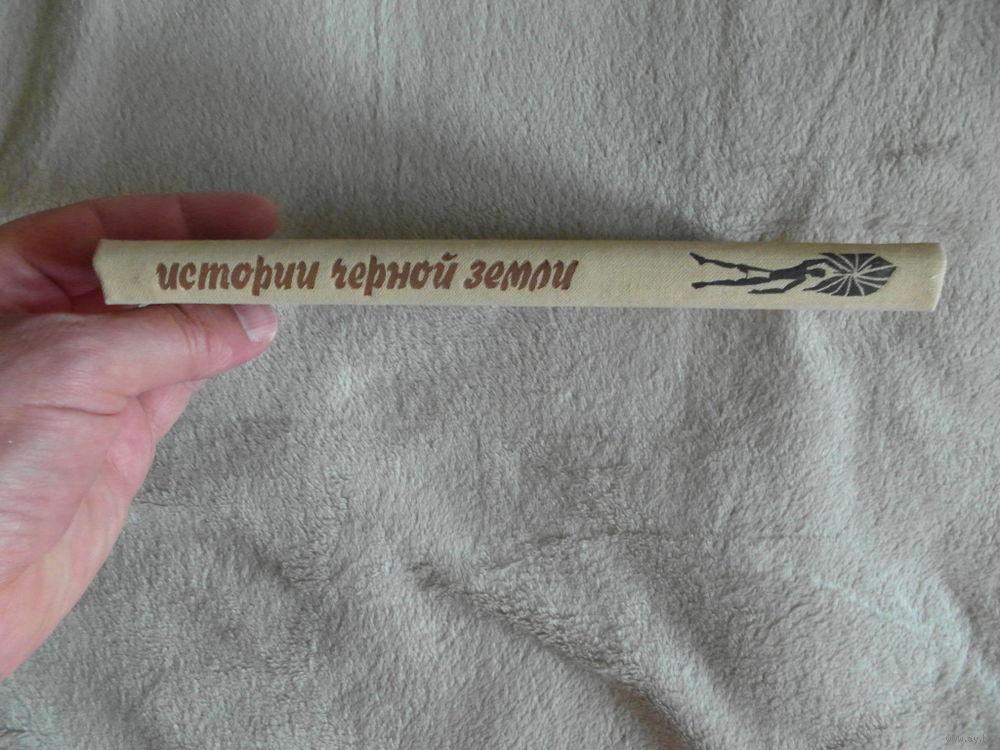 истории черной земли